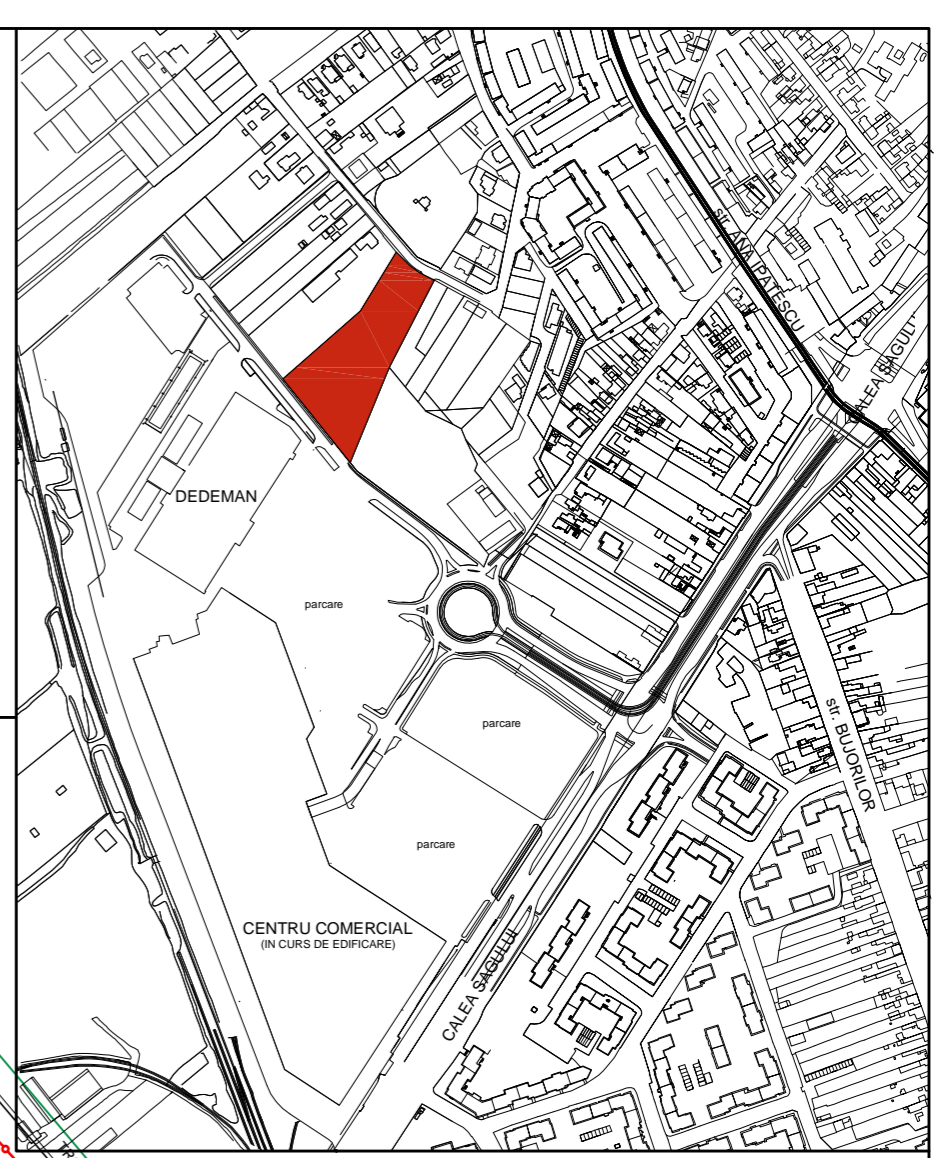 str. ANA IPATESCU
CALEA SAGULUI
DEDEMAN
parcare
parcare
str. BUJORILOR
parcare
CENTRU COMERCIAL
(IN CURS DE EDIFICARE)
CALEA SAGULUI